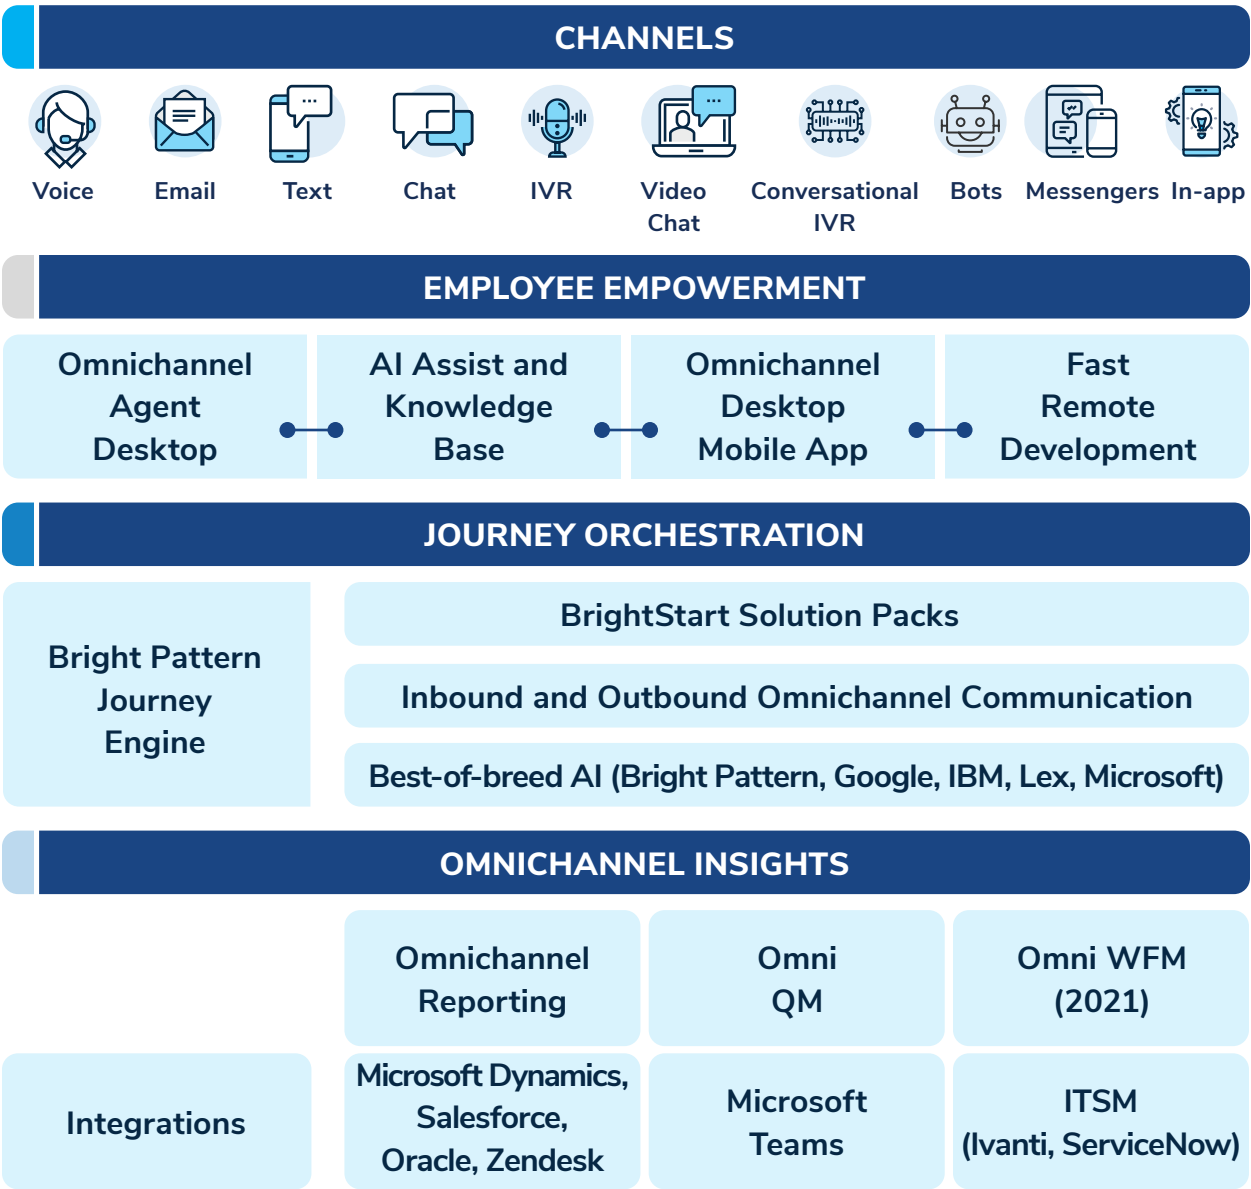 CHANNELS
Voice
Email
Text
Chat
IVR
Video
Chat
Conversational
IVR
Bots
Messengers
In-app
EMPLOYEE EMPOWERMENT
Omnichannel
Agent
Desktop
AI Assist and
Knowledge
Base
Omnichannel
Desktop
Mobile App
Fast
Remote
Development
JOURNEY ORCHESTRATION
Bright Pattern
Journey
Engine
BrightStart Solution Packs
Inbound and Outbound Omnichannel Communication
Best-of-breed AI (Bright Pattern, Google, IBM, Lex, Microsoft)
OMNICHANNEL INSIGHTS
Omnichannel
Reporting
Omni
QM
Omni WFM
(2021)
Integrations
Microsoft Dynamics,
Salesforce,
Oracle, Zendesk
Microsoft
Teams
ITSM
(Ivanti, ServiceNow)